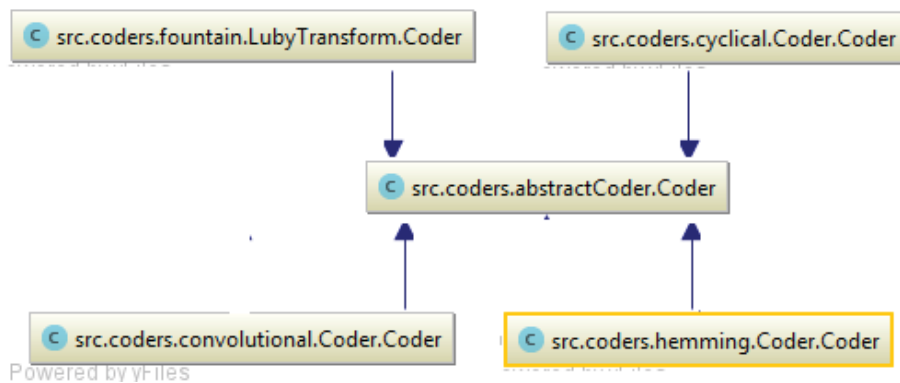 C src.coders.fountain.LubyTransform.Coder
C src.coders.cyclical.Coder.Coder
C src.coders.abstractCoder.Coder
C src.coders.convolutional.Coder.Coder
C src.coders.hemming.Coder.Coder
Powered by yFiles